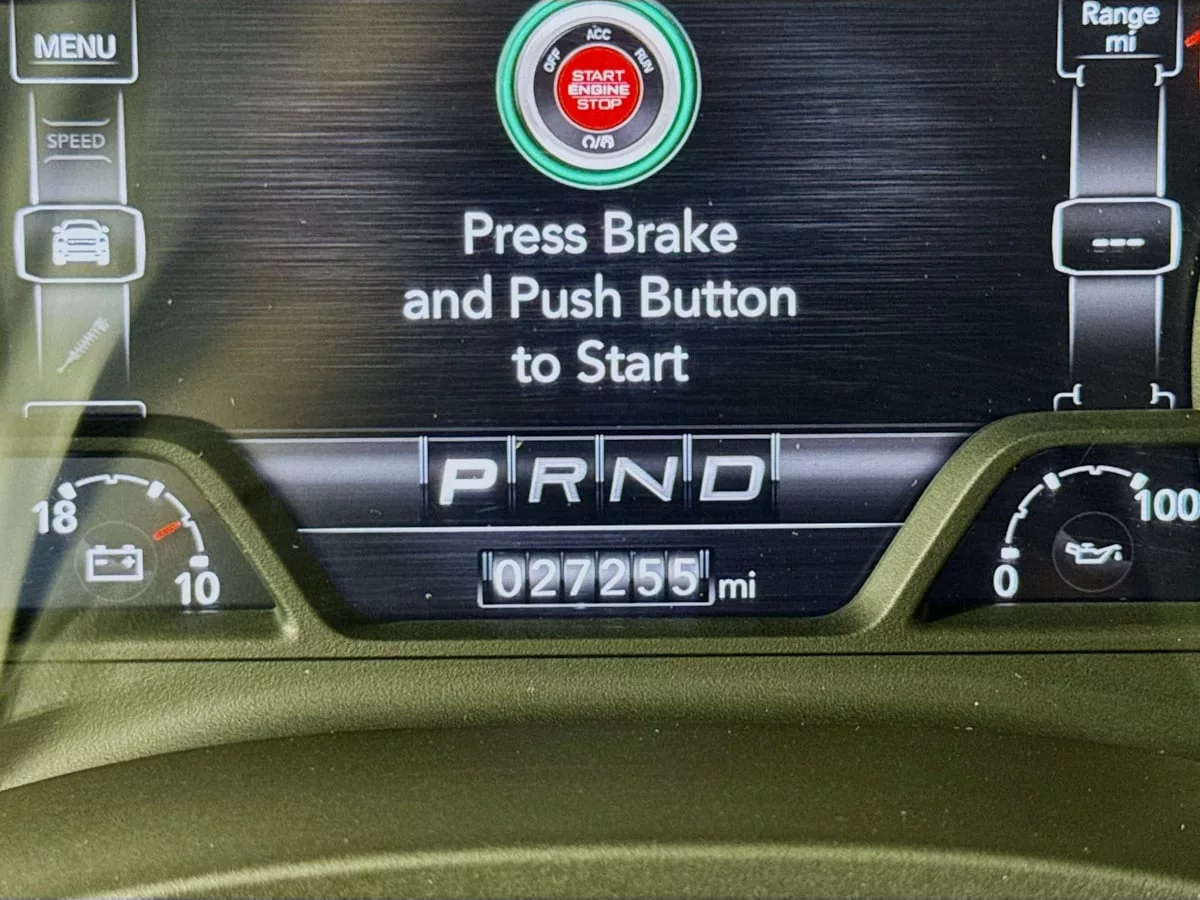 MENU
SPEED
OFF
ACC
RUN
START
ENGINE
STOP
Press Brake
and Push Button
to Start
Range
mi
---
P R N D
18
10
027255 mi
0
100